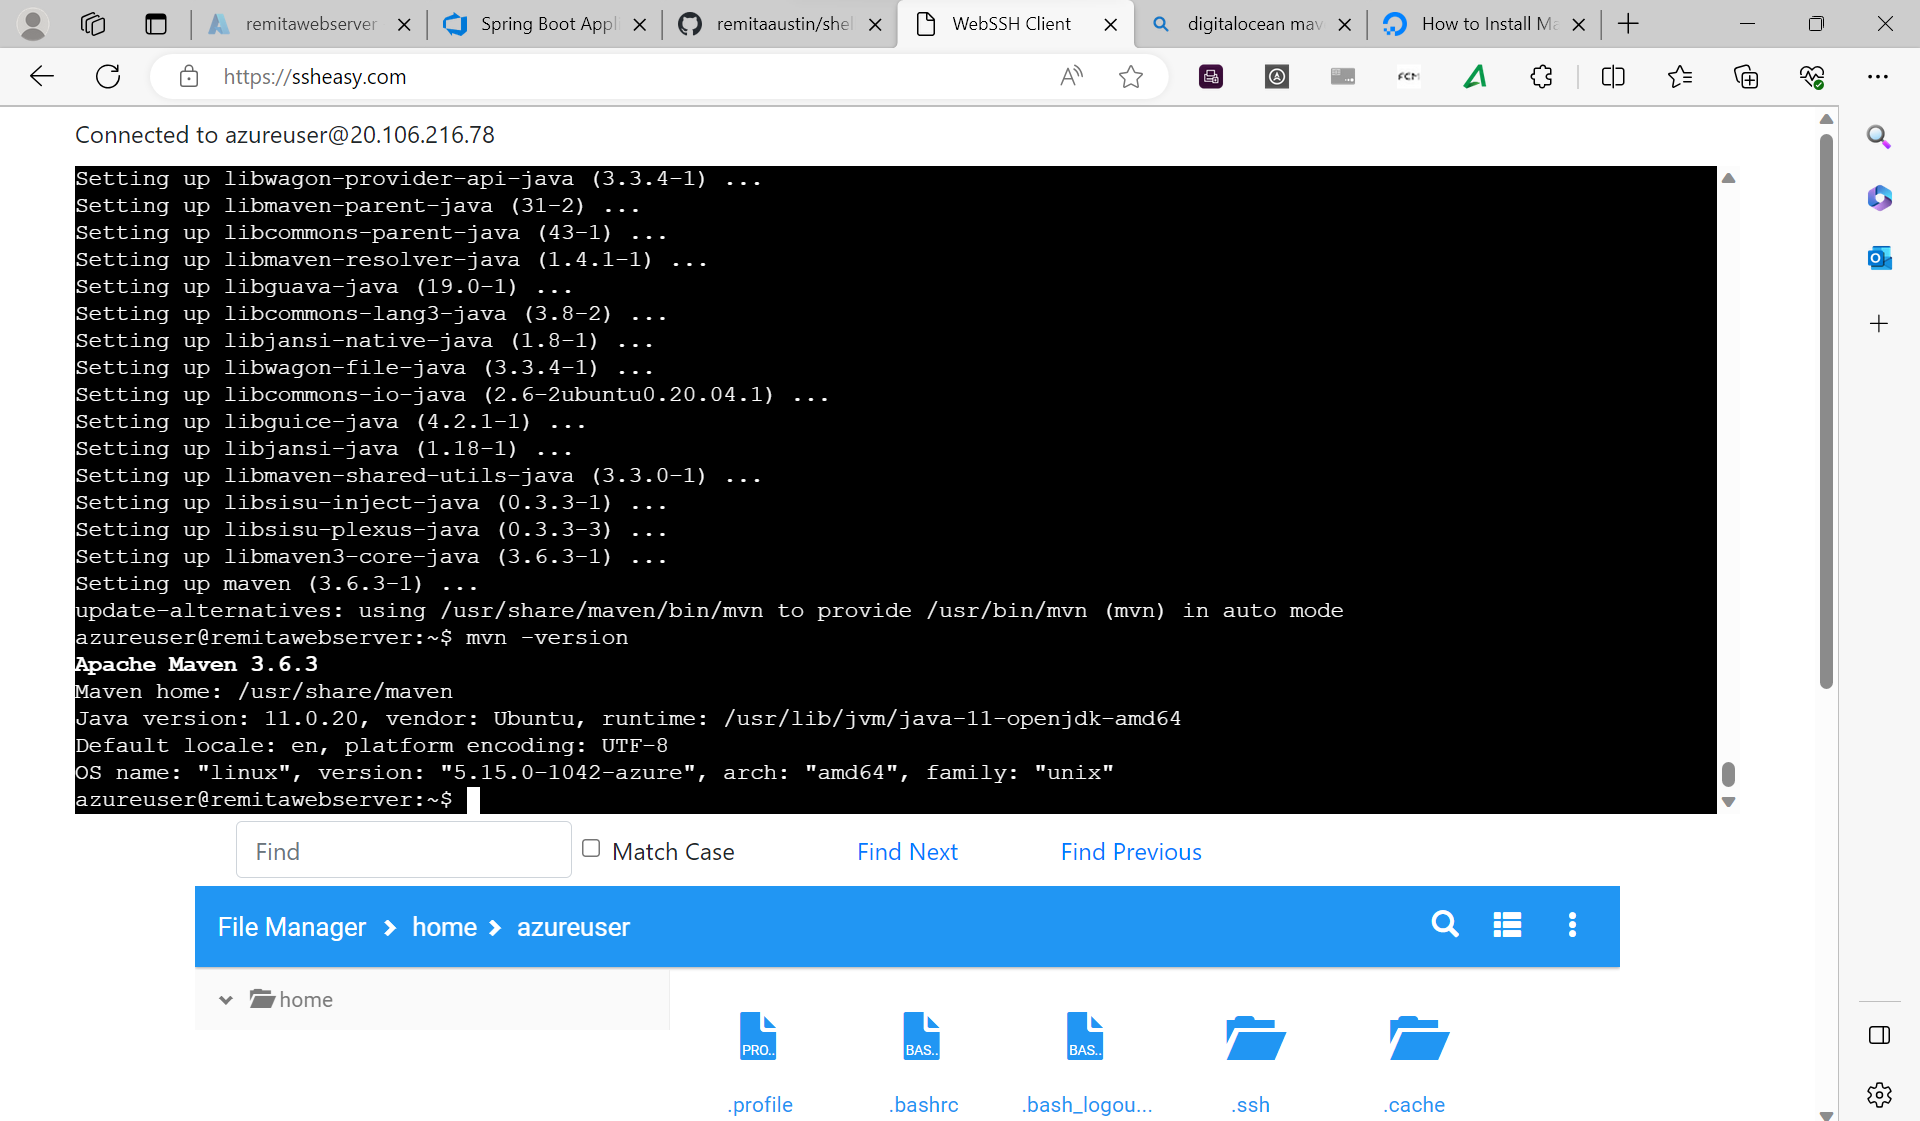 remitawebserver
Spring Boot Appli
remitaaustin/shel
WebSSH Client
digitalocean mav
How to Install Ma
https://ssheasy.com
FCM
Connected to azureuser@20.106.216.78
Setting up libwagon-provider-api-java (3.3.4-1) ...
Setting up libmaven-parent-java (31-2) ...
Setting up libcommons-parent-java (43-1) ...
Setting up libmaven-resolver-java (1.4.1-1) ...
Setting up libguava-java (19.0-1) ...
Setting up libcommons-lang3-java (3.8-2) ...
Setting up libjansi-native-java (1.8-1) ...
Setting up libwagon-file-java (3.3.4-1) ...
Setting up libcommons-io-java (2.6-2ubuntu0.20.04.1) ...
Setting up libguice-java (4.2.1-1) ...
Setting up libjansi-java (1.18-1) ...
Setting up libmaven-shared-utils-java (3.3.0-1) ...
Setting up libsisu-inject-java (0.3.3-1) ...
Setting up libsisu-plexus-java (0.3.3-3) ...
Setting up libmaven3-core-java (3.6.3-1) ...
Setting up maven (3.6.3-1) ...
update-alternatives: using /usr/share/maven/bin/mvn to provide /usr/bin/mvn (mvn) in auto mode
azureuser@remitawebserver:~$ mvn -version
Apache Maven 3.6.3
Maven home: /usr/share/maven
Java version: 11.0.20, vendor: Ubuntu, runtime: /usr/lib/jvm/java-11-openjdk-amd64
Default locale: en, platform encoding: UTF-8
OS name: "linux", version: "5.15.0-1042-azure", arch: "amd64", family: "unix"
azureuser@remitawebserver:~$
Find
Match Case
Find Next
Find Previous
File Manager > home > azureuser
home
PRO..
BAS..
BAS..
.profile
.bashrc
.bash_logou...
.ssh
.cache